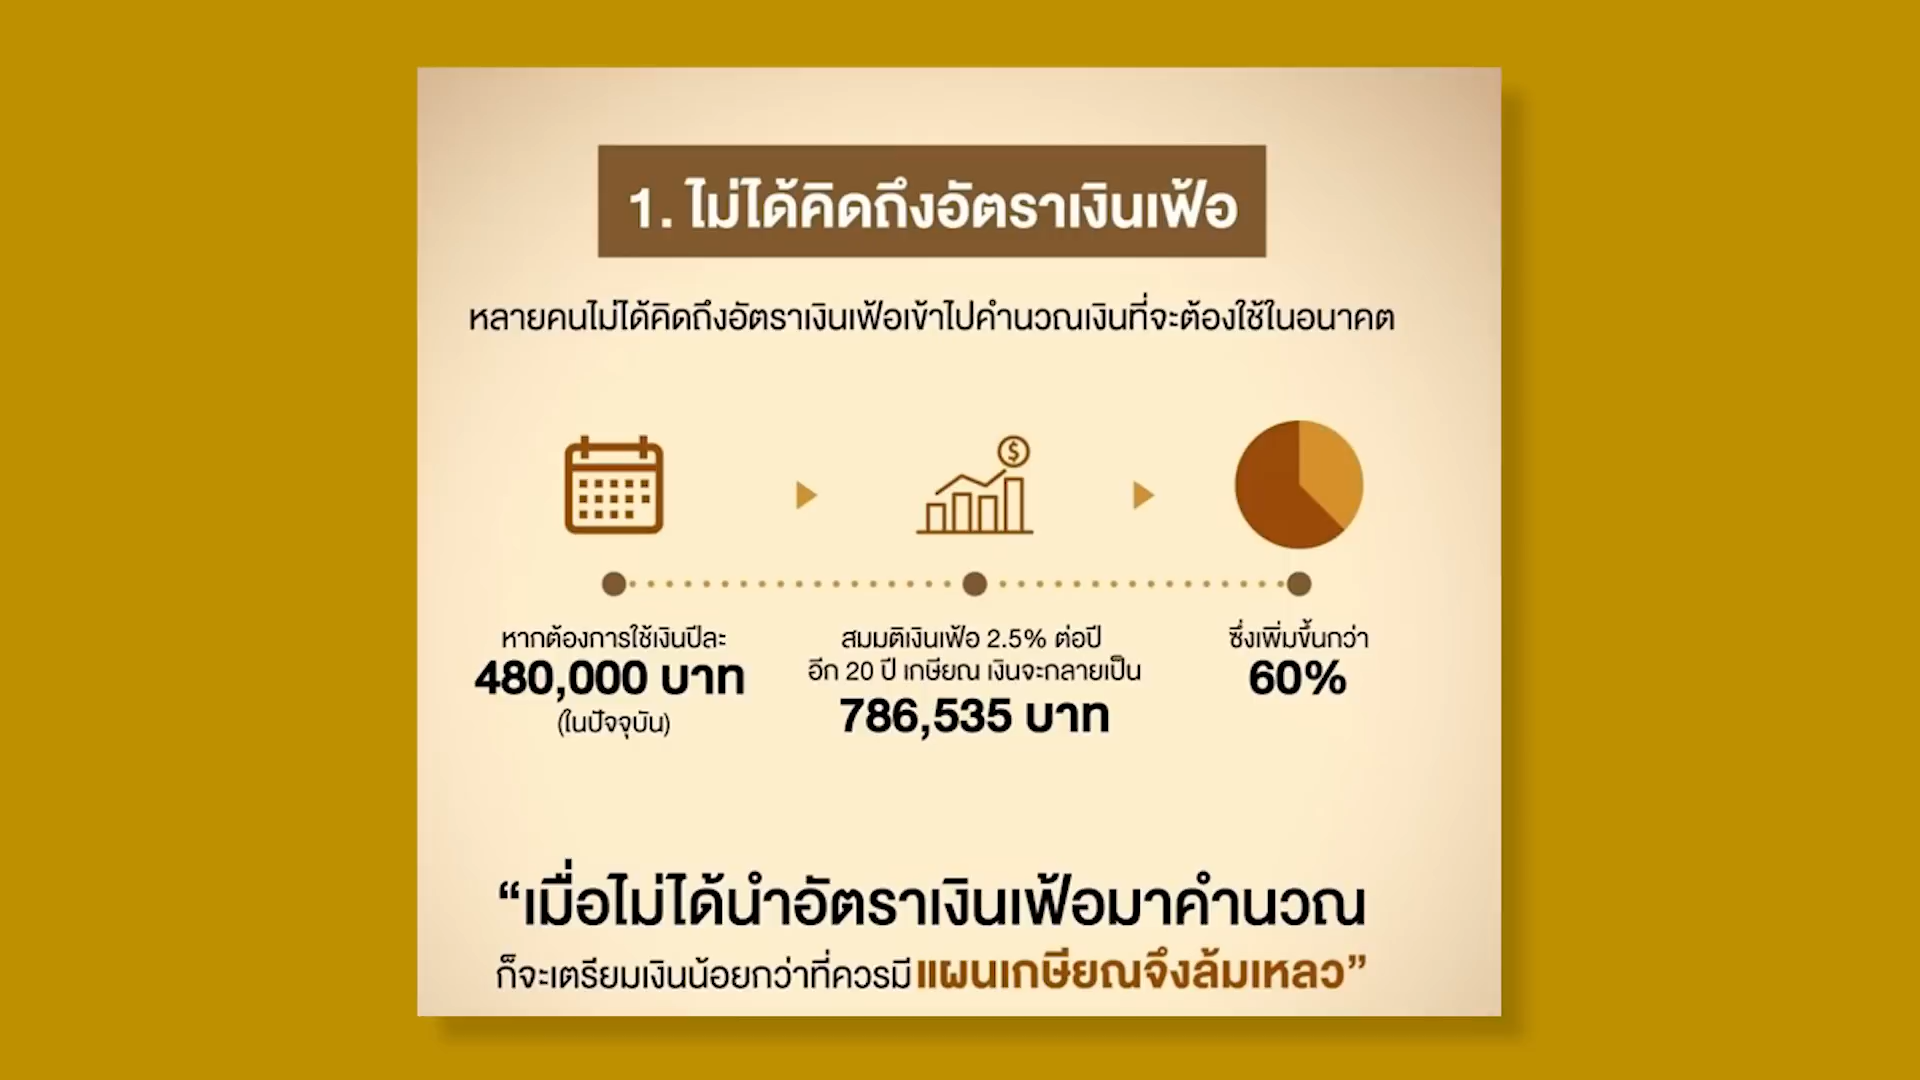 1. ไม่ได้คิดถึงอัตราเงินเฟ้อ
หลายคนไม่ได้คิดถึงอัตราเงินเฟ้อเข้าไปคำนวณเงินที่จะต้องใช้ในอนาคต
$
หากต้องการใช้เงินปีละ
480,000 บาท
(ในปัจจุบัน)
สมมติเงินเฟ้อ 2.5% ต่อปี
อีก 20 ปี เกษียณ เงินจะกลายเป็น
786,535 บาท
ซึ่งเพิ่มขึ้นกว่า
60%
“เมื่อไม่ได้นำอัตราเงินเฟ้อมาคำนวณ
ก็จะเตรียมเงินน้อยกว่าที่ควรมี แผนเกษียณจึงล้มเหลว”